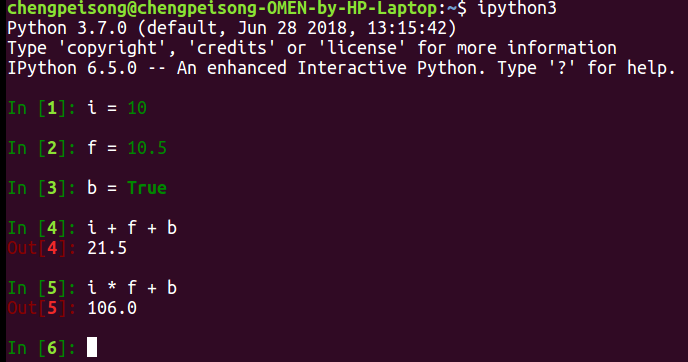 chengpeisong@chengpeisong-OMEN-by-HP-Laptop:~$ ipython3
Python 3.7.0 (default, Jun 28 2018, 13:15:42)
Type 'copyright', 'credits' or 'license' for more information
IPython 6.5.0 -- An enhanced Interactive Python. Type '?' for help.
In [1]: i = 10
In [2]: f = 10.5
In [3]: b = True
In [4]: i + f + b
Out[4]: 21.5
In [5]: i * f + b
Out[5]: 106.0
In [6]: